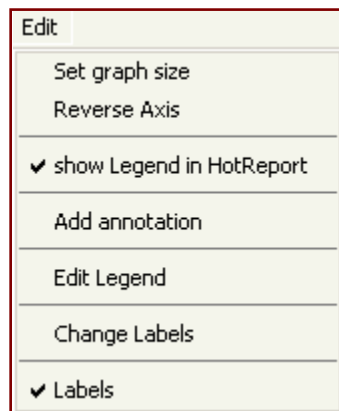 Edit
Set graph size
Reverse Axis
show Legend in HotReport
Add annotation
Edit Legend
Change Labels
Labels